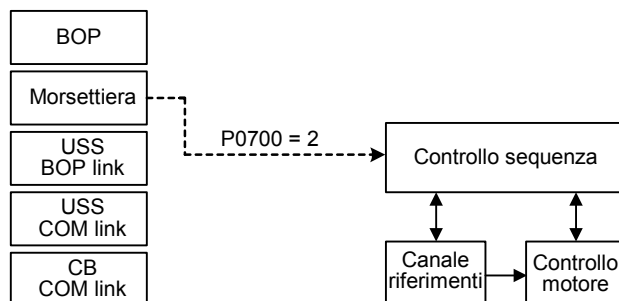 BOP
Morsettiera
P0700 = 2
USS
BOP link
Controllo sequenza
USS
COM link
CB
COM link
Canale
riferimenti
Controllo
motore